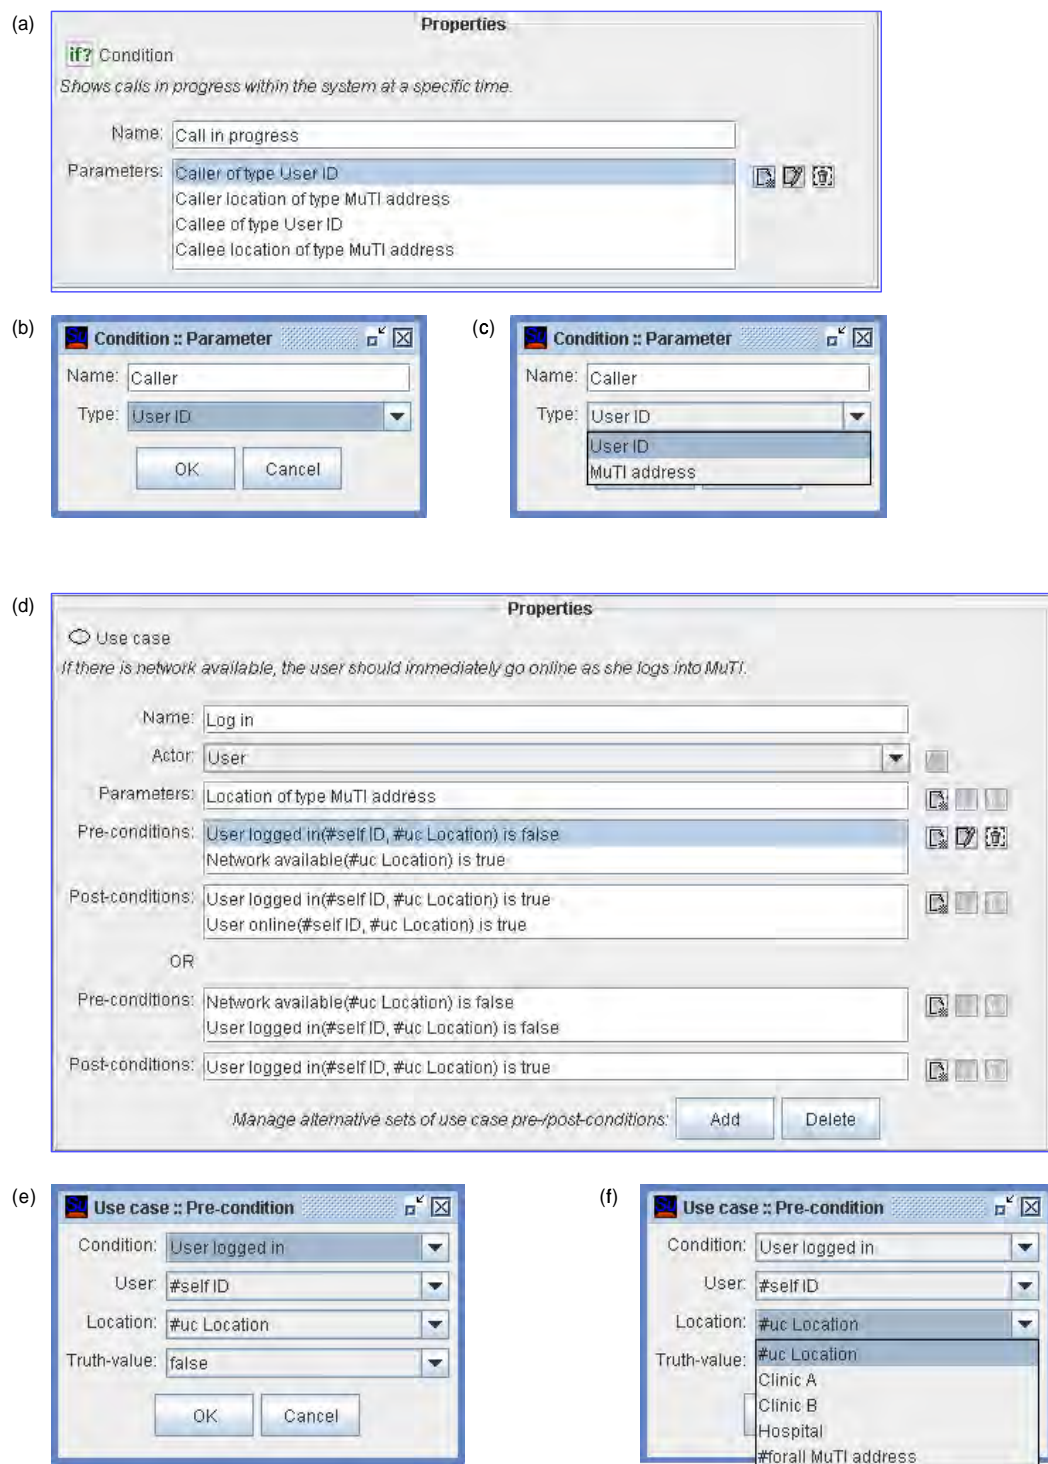 (a)
Properties
if? Condition
Shows calls in progress within the system at a specific time.
Name: Call in progress
Parameters: Caller of type User ID
Caller location of type MuTI address
Callee of type User ID
Callee location of type MuTI address
(b)
Condition :: Parameter
Name: Caller
Type: User ID
OK Cancel
(c)
Condition :: Parameter
Name: Caller
Type: User ID
User ID
MuTI address
(d)
Properties
Use case
If there is network available, the user should immediately go online as she logs into MuTI.
Name: Log in
Actor: User
Parameters: Location of type MuTI address
Pre-conditions: User logged in(#self ID, #uc Location) is false
Network available(#uc Location) is true
Post-conditions: User logged in(#self ID, #uc Location) is true
User online(#self ID, #uc Location) is true
OR
Pre-conditions: Network available(#uc Location) is false
User logged in(#self ID, #uc Location) is false
Post-conditions: User logged in(#self ID, #uc Location) is true
Manage alternative sets of use case pre-/post-conditions: Add Delete
(e)
Use case :: Pre-condition
Condition: User logged in
User: #self ID
Location: #uc Location
Truth-value: false
OK Cancel
(f)
Use case :: Pre-condition
Condition: User logged in
User: #self ID
Location: #uc Location
Truth-value: #uc Location
Clinic A
Clinic B
Hospital
#forall MuTI address